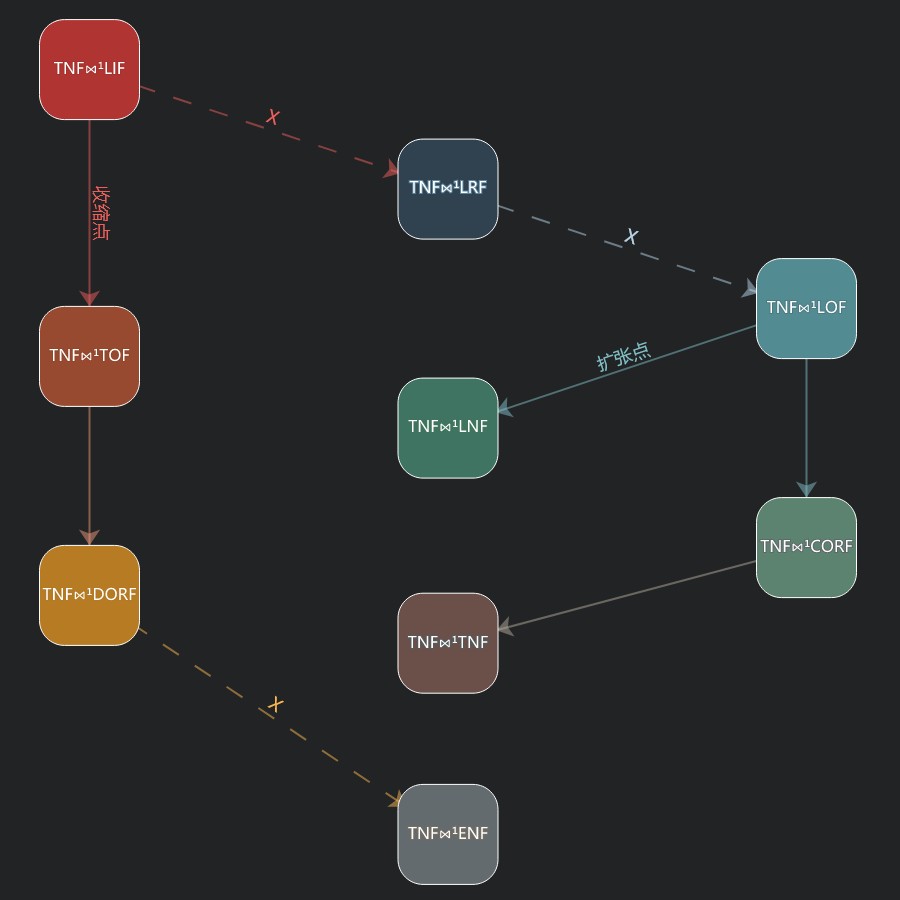 TNF⋈¹LIF
X
TNF⋈¹LRF
收缩点
X
TNF⋈¹LOF
TNF⋈¹TOF
扩张点
TNF⋈¹LNF
TNF⋈¹CORF
TNF⋈¹DORF
TNF⋈¹TNF
X
TNF⋈¹ENF